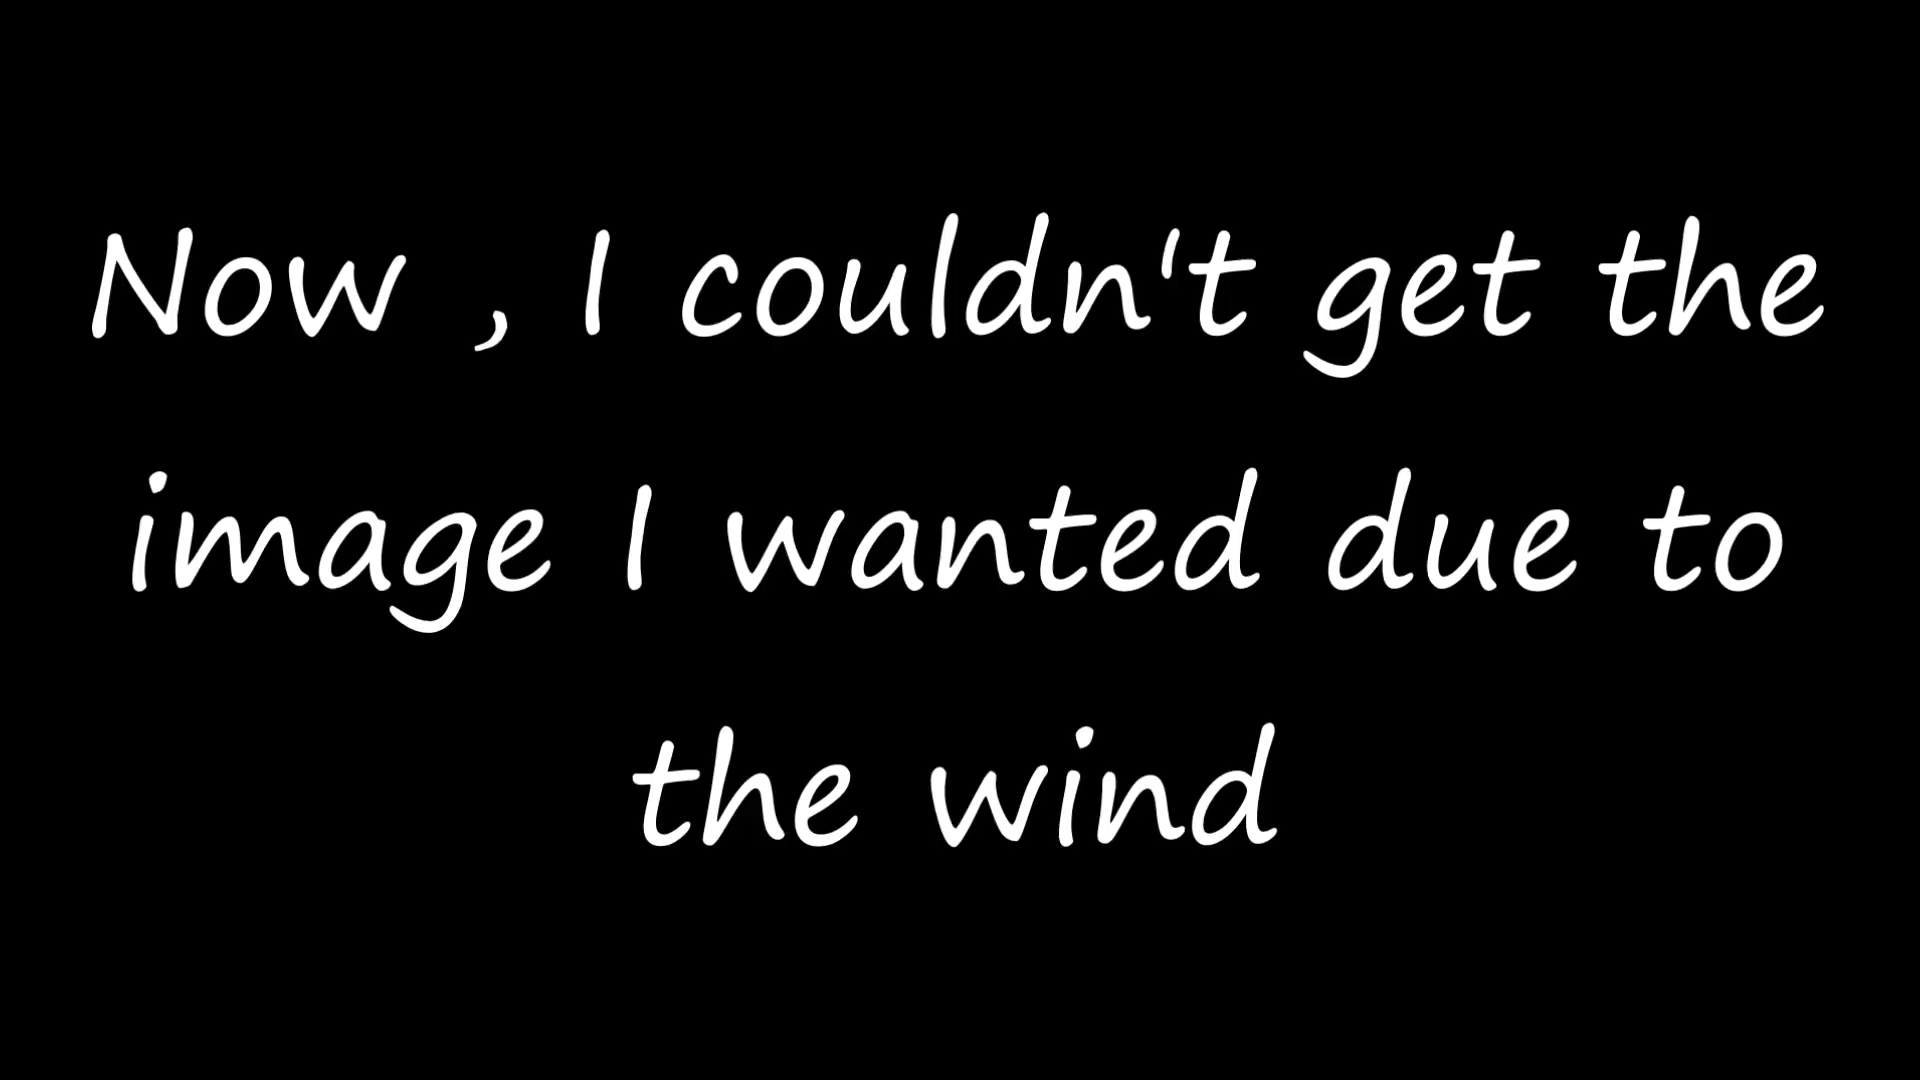 Now , I couldn't get the
image I wanted due to
the wind